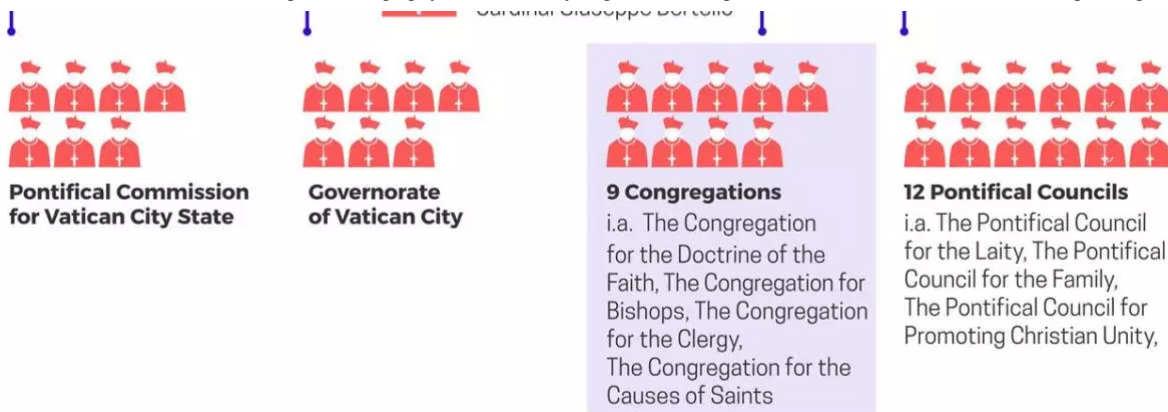 Cardinal Giuseppe Bertello
Pontifical Commission
for Vatican City State
Governorate
of Vatican City
9 Congregations
i.a. The Congregation
for the Doctrine of the
Faith, The Congregation for
Bishops, The Congregation
for the Clergy,
The Congregation for the
Causes of Saints
12 Pontifical Councils
i.a. The Pontifical Council
for the Laity, The Pontifical
Council for the Family,
The Pontifical Council for
Promoting Christian Unity,